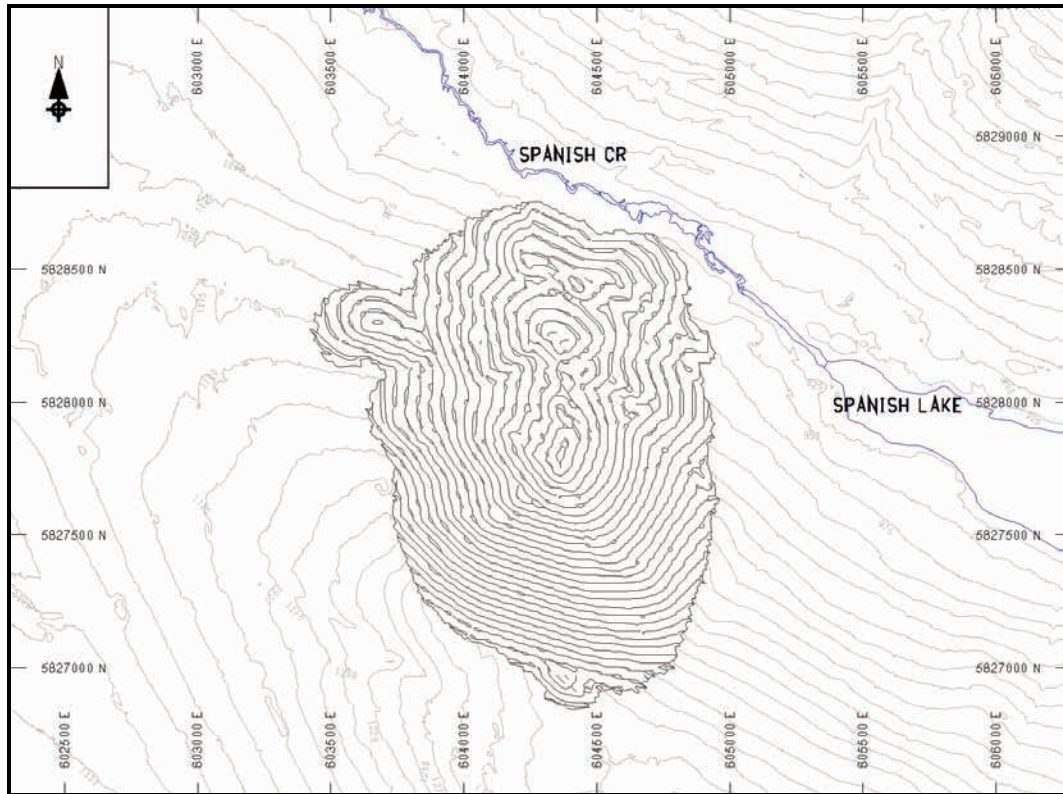 N
603000 E
603500 E
604000 E
604500 E
605000 E
605500 E
606000 E
5829000 N
SPANISH CR
5828500 N
5828500 N
5828000 N
SPANISH LAKE
5828000 N
5827500 N
5827500 N
5827000 N
5827000 N
602500 E
603000 E
603500 E
604000 E
604500 E
605000 E
605500 E
606000 E